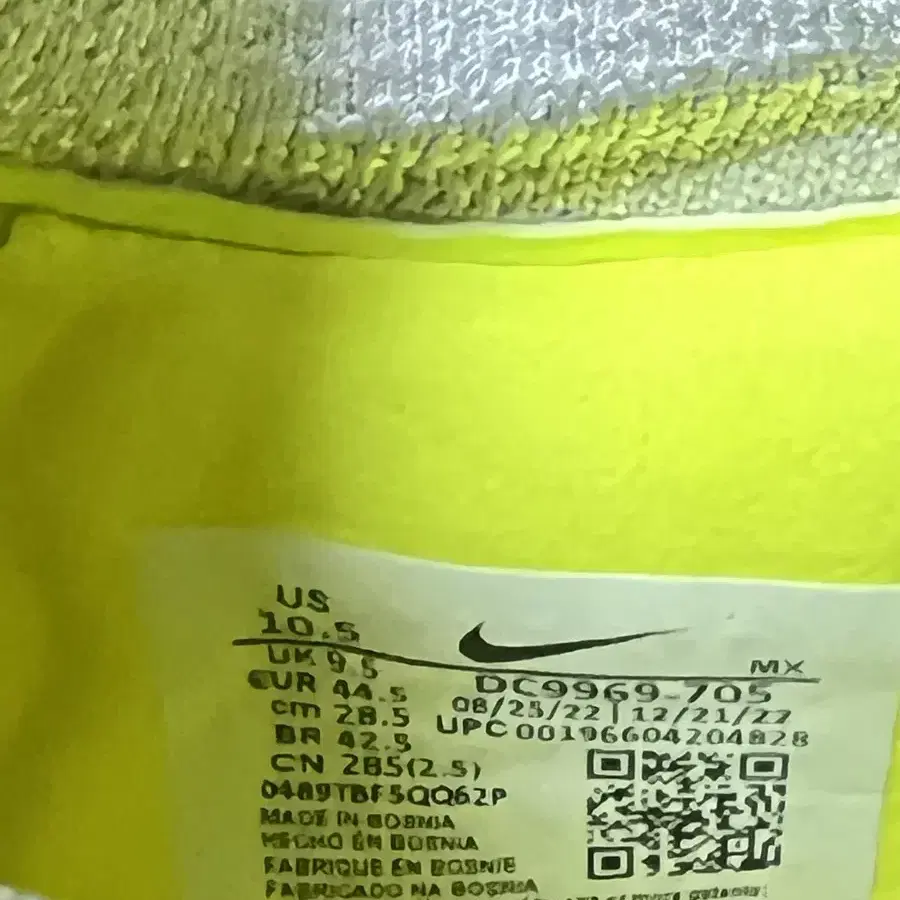 US
10.5
UK 9.5
EUR 44.5
cm 28.5
BR 42.5
CN 285(2.5)
MX
DC9969-705
08/25/22 | 12/21/22
UPC 00196604204828
MADE IN BOSNIA
HECHO EN BOSNIA
FABRIQUE EN BOSNIE
FABRICADO NA BOSNIA